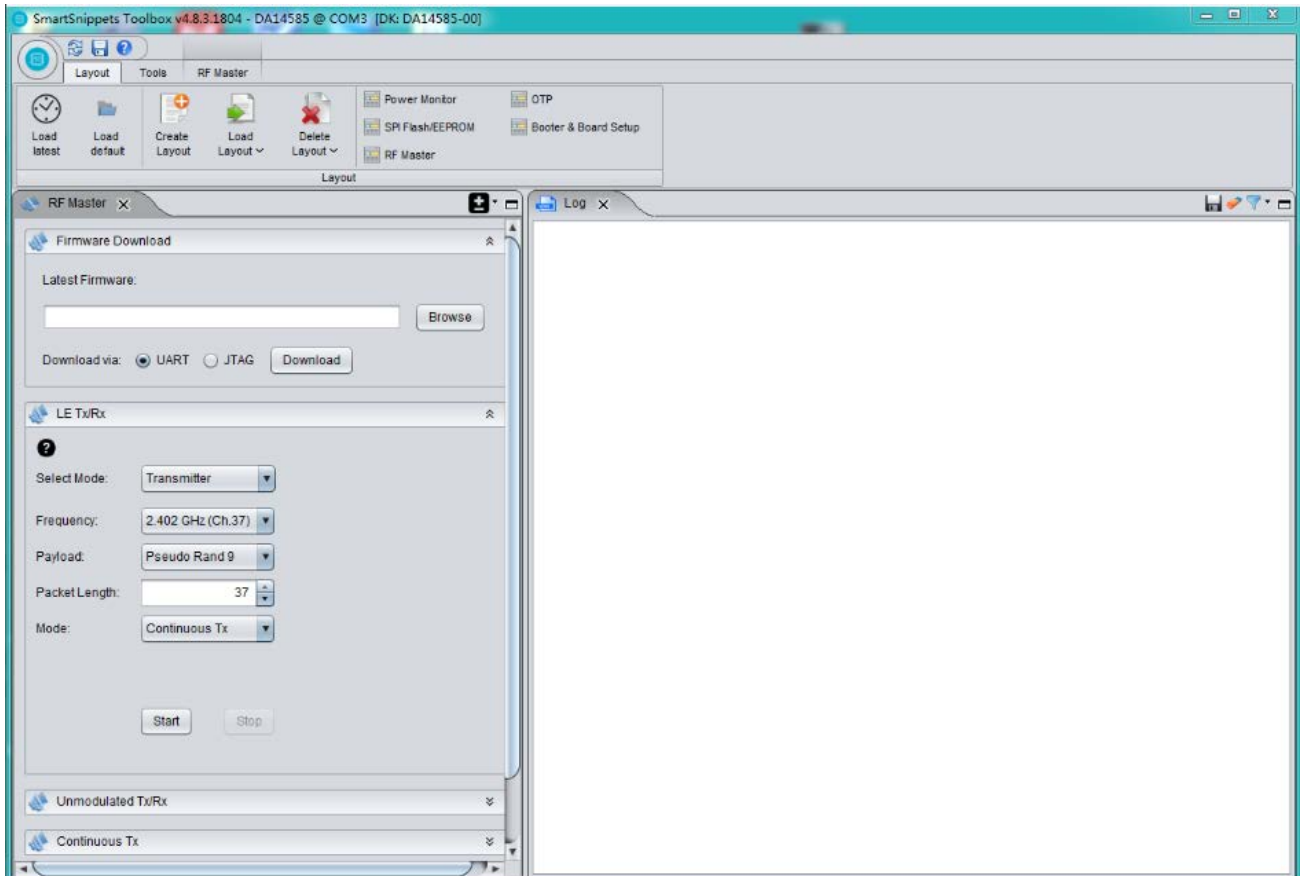 SmartSnippets Toolbox v4.8.3.1804 - DA14585 @ COM3 [DK: DA14585-00]
Layout Tools RF Master
Load latest
Load default
Create Layout
Load Layout
Delete Layout
Power Monitor
SPI Flash/EEPROM
RF Master
OTP
Booter & Board Setup
Layout
RF Master
Firmware Download
Latest Firmware:
Browse
Download via: UART JTAG Download
LE Tx/Rx
Select Mode: Transmitter
Frequency: 2.402 GHz (Ch.37)
Payload: Pseudo Rand 9
Packet Length: 37
Mode: Continuous Tx
Start Stop
Unmodulated Tx/Rx
Continuous Tx
Log